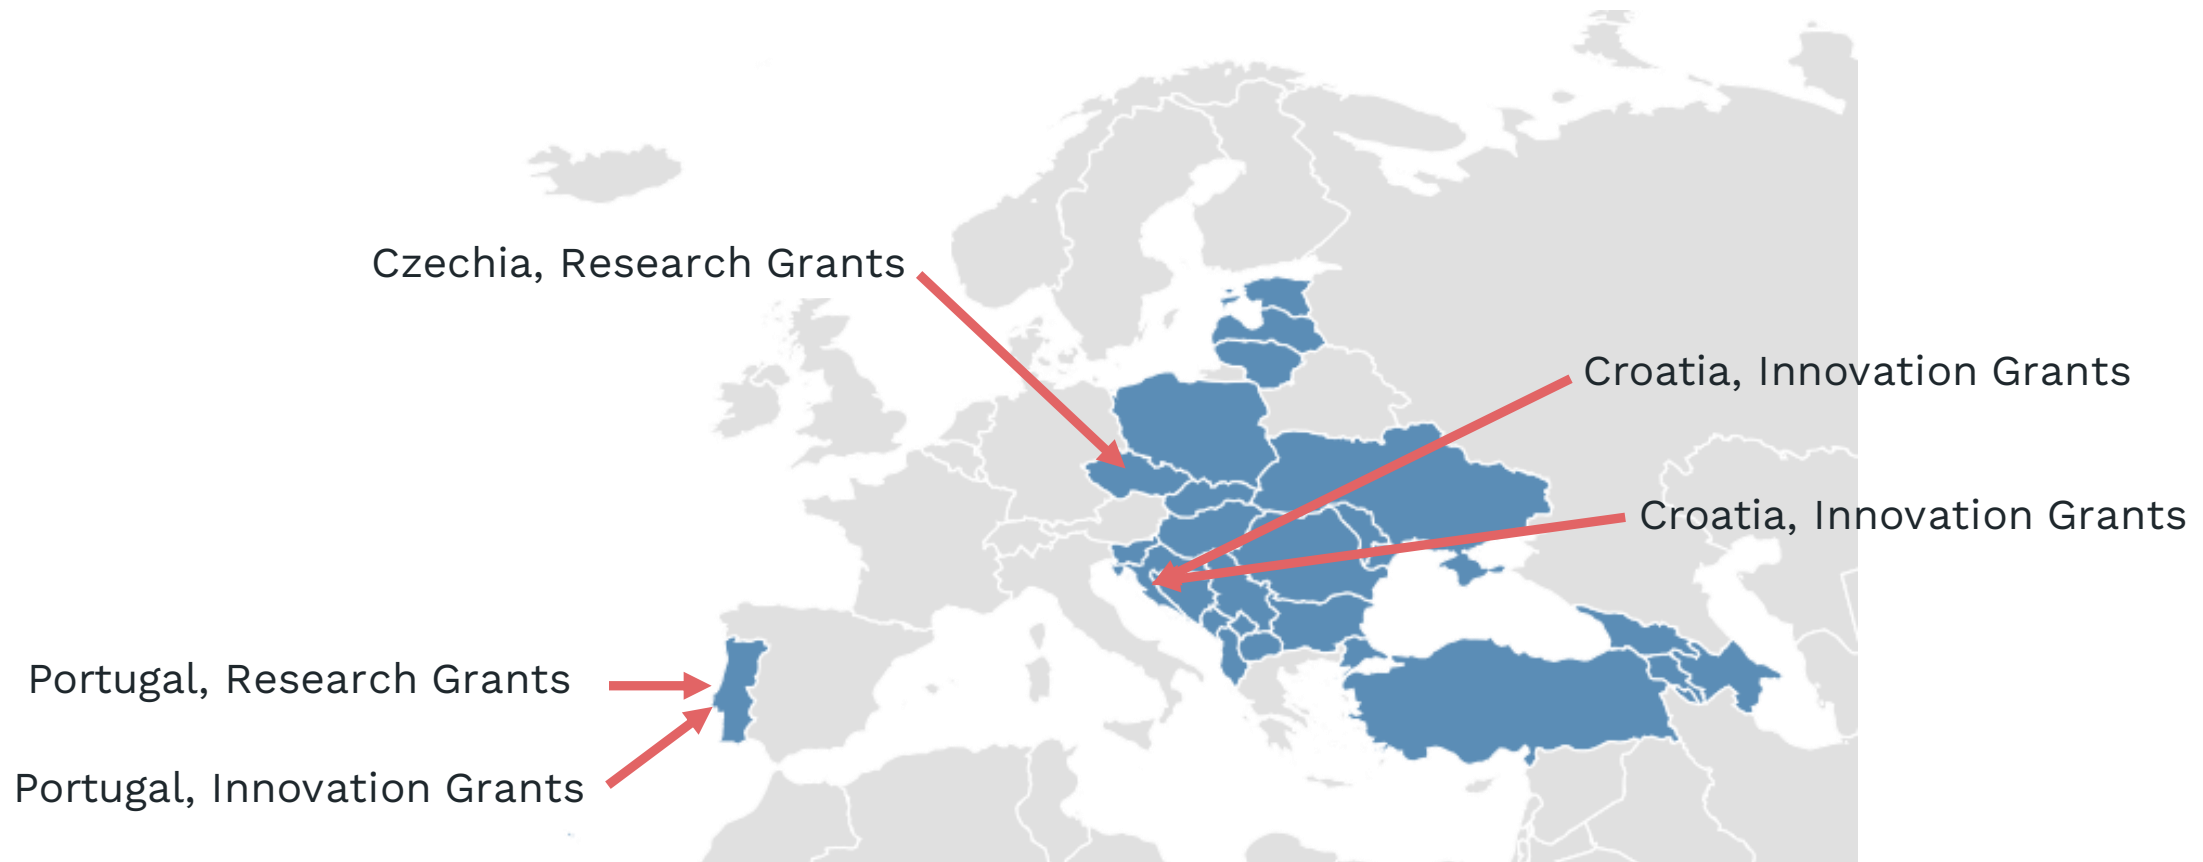 Czechia, Research Grants
Croatia, Innovation Grants
Croatia, Innovation Grants
Portugal, Research Grants
Portugal, Innovation Grants